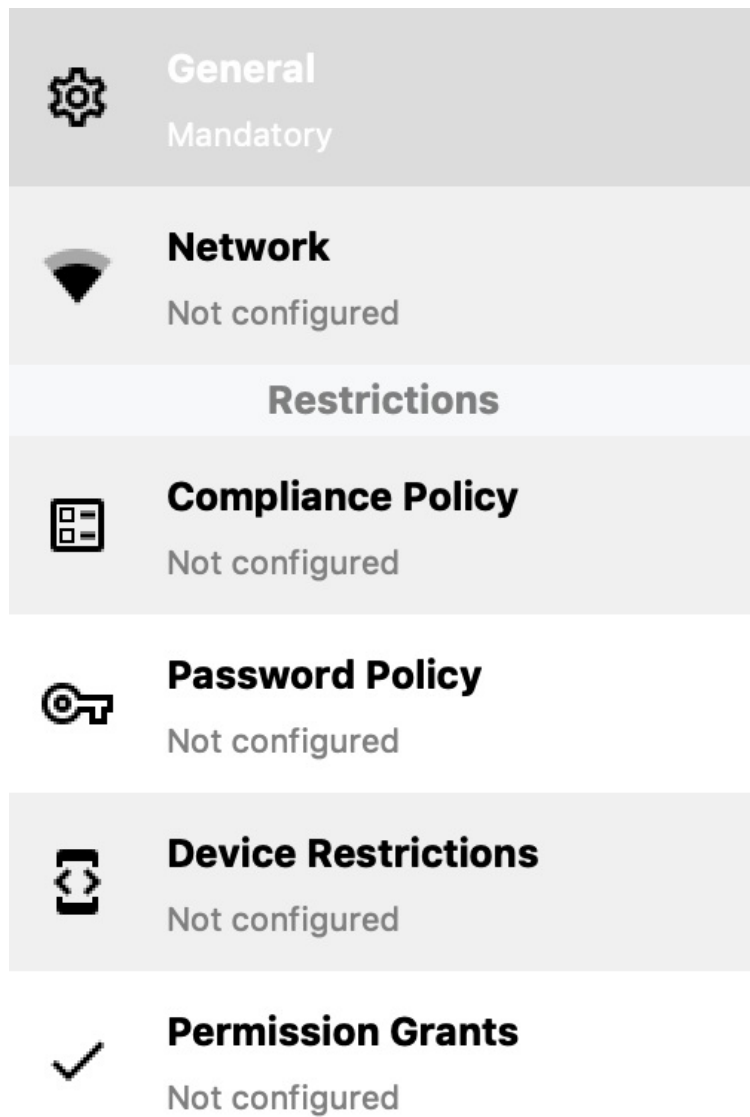 General
Mandatory
Network
Not configured
Restrictions
Compliance Policy
Not configured
Password Policy
Not configured
Device Restrictions
Not configured
Permission Grants
Not configured